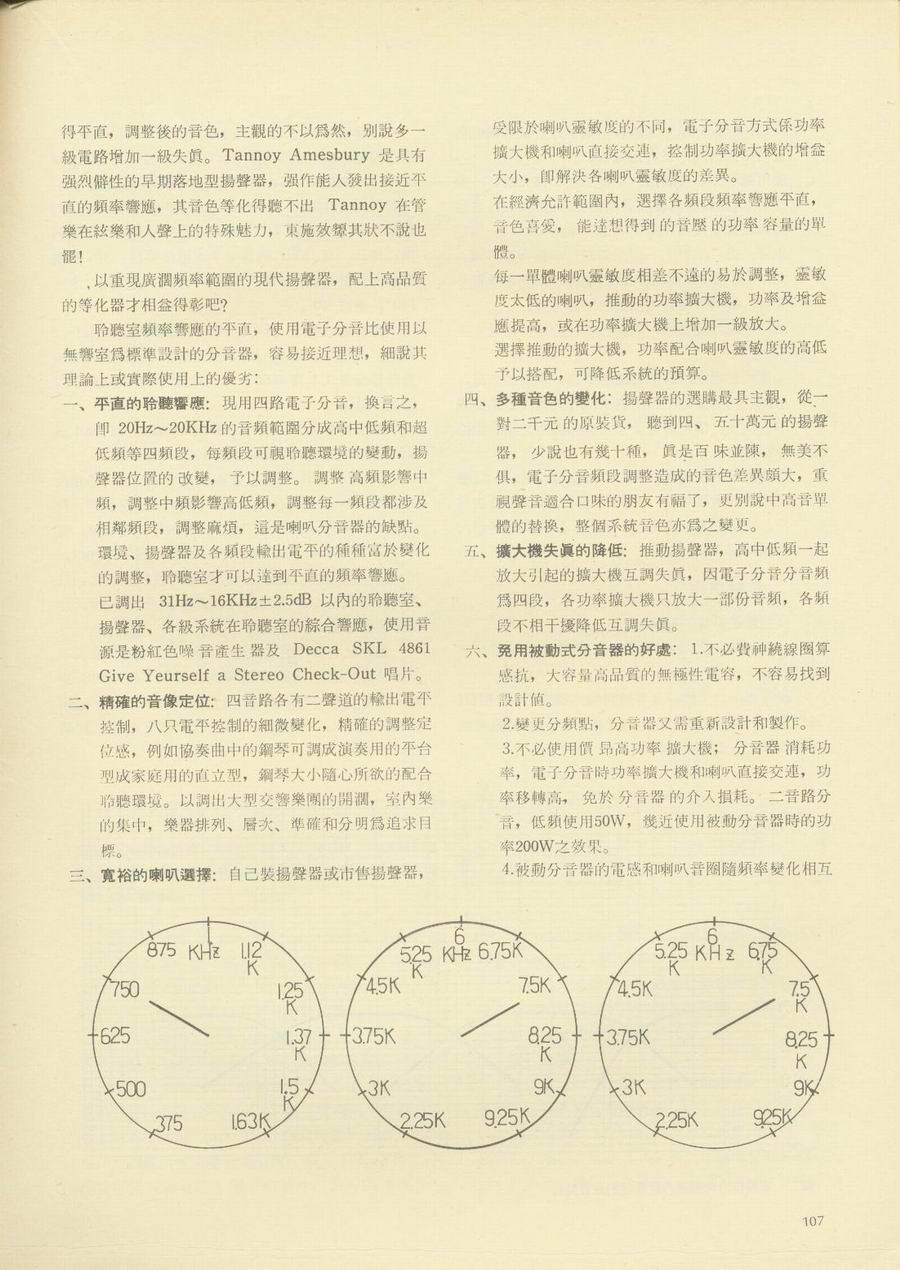 得平直，調整後的音色，主觀的不以爲然，別說多一
級電路增加一級失眞。Tannoy Amesbury 是具有
强烈僻性的早期落地型揚聲器，强作能人發出接近平
直的頻率響應，其音色等化得聽不出 Tannoy 在管
樂在絃樂和人聲上的特殊魅力，東施效顰其狀不說也
罷！
以重現廣濶頻率範圍的現代揚聲器，配上高品質
的等化器才相益得彰吧？
聆聽室頻率響應的平直，使用電子分音比使用以
無響室爲標準設計的分音器，容易接近理想，細說其
理論上或實際使用上的優劣：
一、平直的聆聽響應：現用四路電子分音，換言之，
卽 20Hz～20KHz 的音頻範圍分成高中低頻和超
低頻等四頻段，每頻段可視聆聽環境的變動，揚
聲器位置的改變，予以調整。調整高頻影響中
頻，調整中頻影響高低頻，調整每一頻段都涉及
相鄰頻段，調整麻煩，這是喇叭分音器的缺點。
環境、揚聲器及各頻段輸出電平的種種富於變化
的調整，聆聽室才可以達到平直的頻率響應。
已調出 31Hz～16KHz±2.5dB 以內的聆聽室、
揚聲器、各級系統在聆聽室的綜合響應，使用音
源是粉紅色噪音產生器及 Decca SKL 4861
Give Yeurself a Stereo Check-Out 唱片。
二、精確的音像定位：四音路各有二聲道的輸出電平
控制，八只電平控制的細微變化，精確的調整定
位感，例如協奏曲中的鋼琴可調成演奏用的平台
型或家庭用的直立型，鋼琴大小隨心所欲的配合
聆聽環境。以調出大型交響樂團的開濶，室內樂
的集中，樂器排列、層次、準確和分明爲追求目
標。
三、寬裕的喇叭選擇：自己裝揚聲器或市售揚聲器，
受限於喇叭靈敏度的不同，電子分音方式係功率
擴大機和喇叭直接交連，控制功率擴大機的增益
大小，卽解決各喇叭靈敏度的差異。
在經濟允許範圍內，選擇各頻段頻率響應平直，
音色喜愛，能達想得到的音壓的功率容量的單
體。
每一單體喇叭靈敏度相差不遠的易於調整，靈敏
度太低的喇叭，推動的功率擴大機，功率及增益
應提高，或在功率擴大機上增加一級放大。
選擇推動的擴大機，功率配合喇叭靈敏度的高低
予以搭配，可降低系統的預算。
四、多種音色的變化：揚聲器的選購最具主觀，從一
對二千元的原裝貨，聽到四、五十萬元的揚聲
器，少說也有幾十種，眞是百味並陳，無美不
俱，電子分音頻段調整造成的音色差異頗大，重
視聲音適合口味的朋友有福了，更別說中高音單
體的替換，整個系統音色亦爲之變更。
五、擴大機失眞的降低：推動揚聲器，高中低頻一起
放大引起的擴大機互調失眞，因電子分音分音頻
爲四段，各功率擴大機只放大一部份音頻，各頻
段不相干擾降低互調失眞。
六、免用被動式分音器的好處：1.不必費神繞線圈算
感抗，大容量高品質的無極性電容，不容易找到
設計値。
2.變更分頻點，分音器又需重新設計和製作。
3.不必使用價昂高功率擴大機；分音器消耗功
率，電子分音時功率擴大機和喇叭直接交連，功
率移轉高，免於分音器的介入損耗。二音路分
音，低頻使用50W，幾近使用被動分音器時的功
率200W之效果。
4.被動分音器的電感和喇叭音圈隨頻率變化相互
1
875 KHz 1.12K
750 1.25K
625 1.37K
500 1.5K
375 1.63K
6
5.25K KHz 6.75K
4.5K 7.5K
3.75K 8.25K
3K 9K
2.25K 9.25K
6
5.25K KHz 6.75K
4.5K 7.5K
3.75K 8.25K
3K 9K
2.25K 9.25K
107